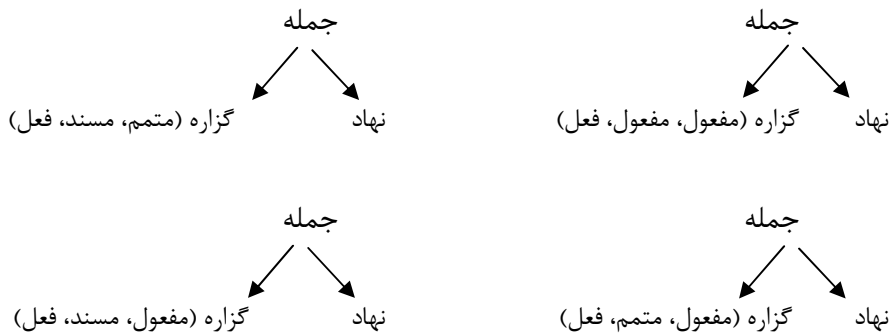 جمله جمله
نهاد گزاره (مفعول، مفعول، فعل) نهاد گزاره (متمم، مسند، فعل)
جمله جمله
نهاد گزاره (مفعول، متمم، فعل) نهاد گزاره (مفعول، مسند، فعل)